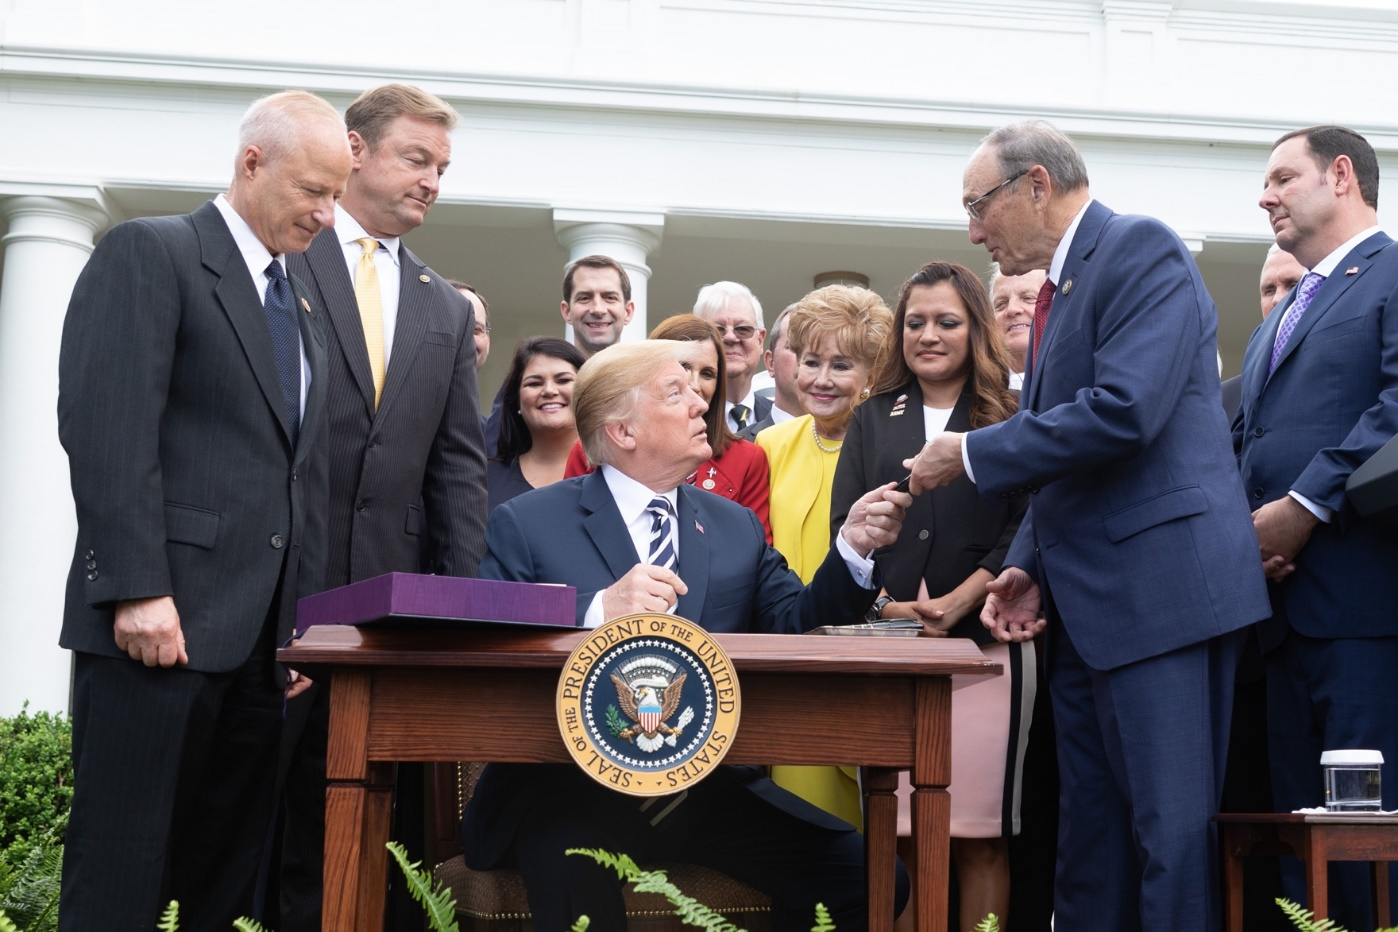 SEAL OF THE PRESIDENT OF THE UNITED STATES